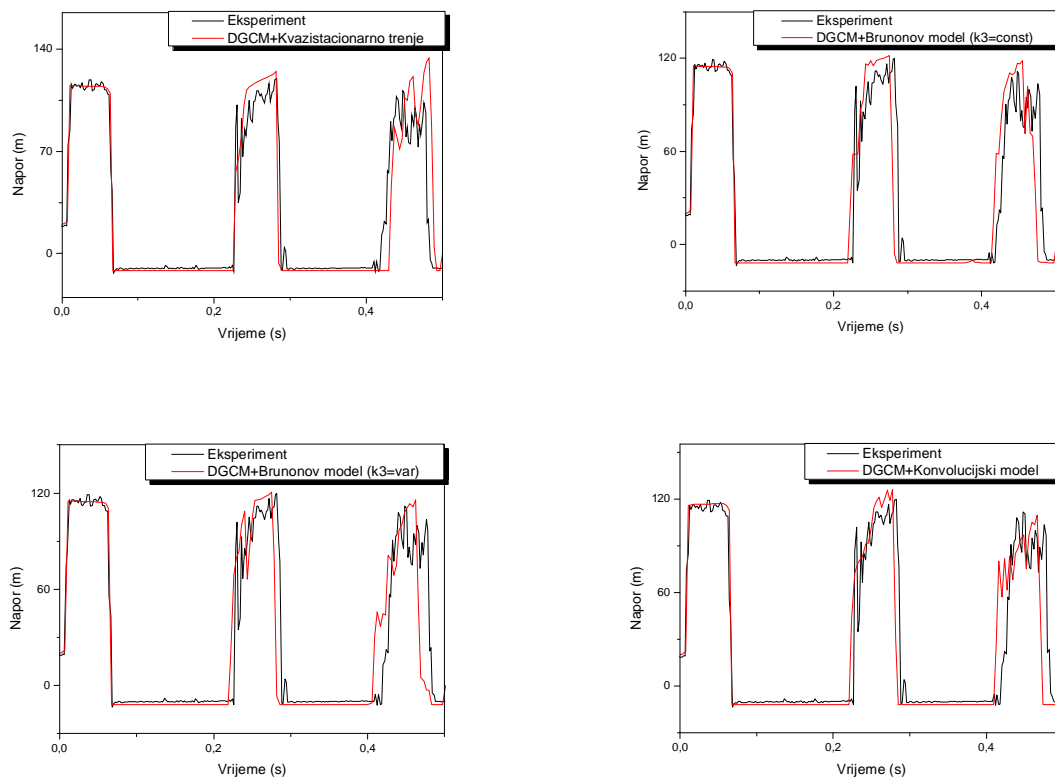 Eksperiment
DGCM+Kvazistacionarno trenje
140
70
0
Napor (m)
0,0
0,2
0,4
Vrijeme (s)
Eksperiment
DGCM+Brunonov model (k3=const)
120
60
0
Napor (m)
0,0
0,2
0,4
Vrijeme (s)
Eksperiment
DGCM+Brunonov model (k3=var)
120
60
0
Napor (m)
0,0
0,2
0,4
Vrijeme (s)
Eksperiment
DGCM+Konvolucijski model
120
60
0
Napor (m)
0,0
0,2
0,4
Vrijeme (s)